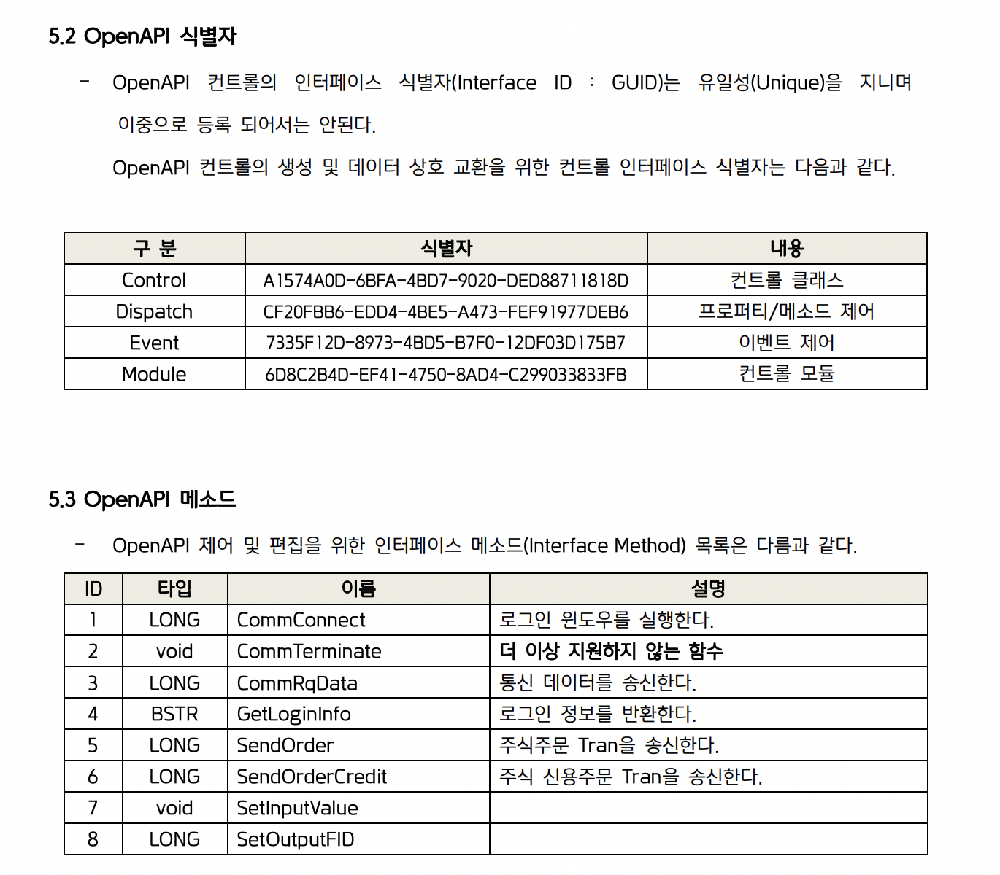 5.2 OpenAPI 식별자
- OpenAPI 컨트롤의 인터페이스 식별자(Interface ID : GUID)는 유일성(Unique)을 지니며
이중으로 등록 되어서는 안된다.
- OpenAPI 컨트롤의 생성 및 데이터 상호 교환을 위한 컨트롤 인터페이스 식별자는 다음과 같다.
구 분 식별자 내용
Control A1574A0D-6BFA-4BD7-9020-DED88711818D 컨트롤 클래스
Dispatch CF20FBB6-EDD4-4BE5-A473-FEF91977DEB6 프로퍼티/메소드 제어
Event 7335F12D-8973-4BD5-B7F0-12DF03D175B7 이벤트 제어
Module 6D8C2B4D-EF41-4750-8AD4-C299033833FB 컨트롤 모듈
5.3 OpenAPI 메소드
- OpenAPI 제어 및 편집을 위한 인터페이스 메소드(Interface Method) 목록은 다름과 같다.
ID 타입 이름 설명
1 LONG CommConnect 로그인 윈도우를 실행한다.
2 void CommTerminate 더 이상 지원하지 않는 함수
3 LONG CommRqData 통신 데이터를 송신한다.
4 BSTR GetLoginInfo 로그인 정보를 반환한다.
5 LONG SendOrder 주식주문 Tran을 송신한다.
6 LONG SendOrderCredit 주식 신용주문 Tran을 송신한다.
7 void SetInputValue
8 LONG SetOutputFID